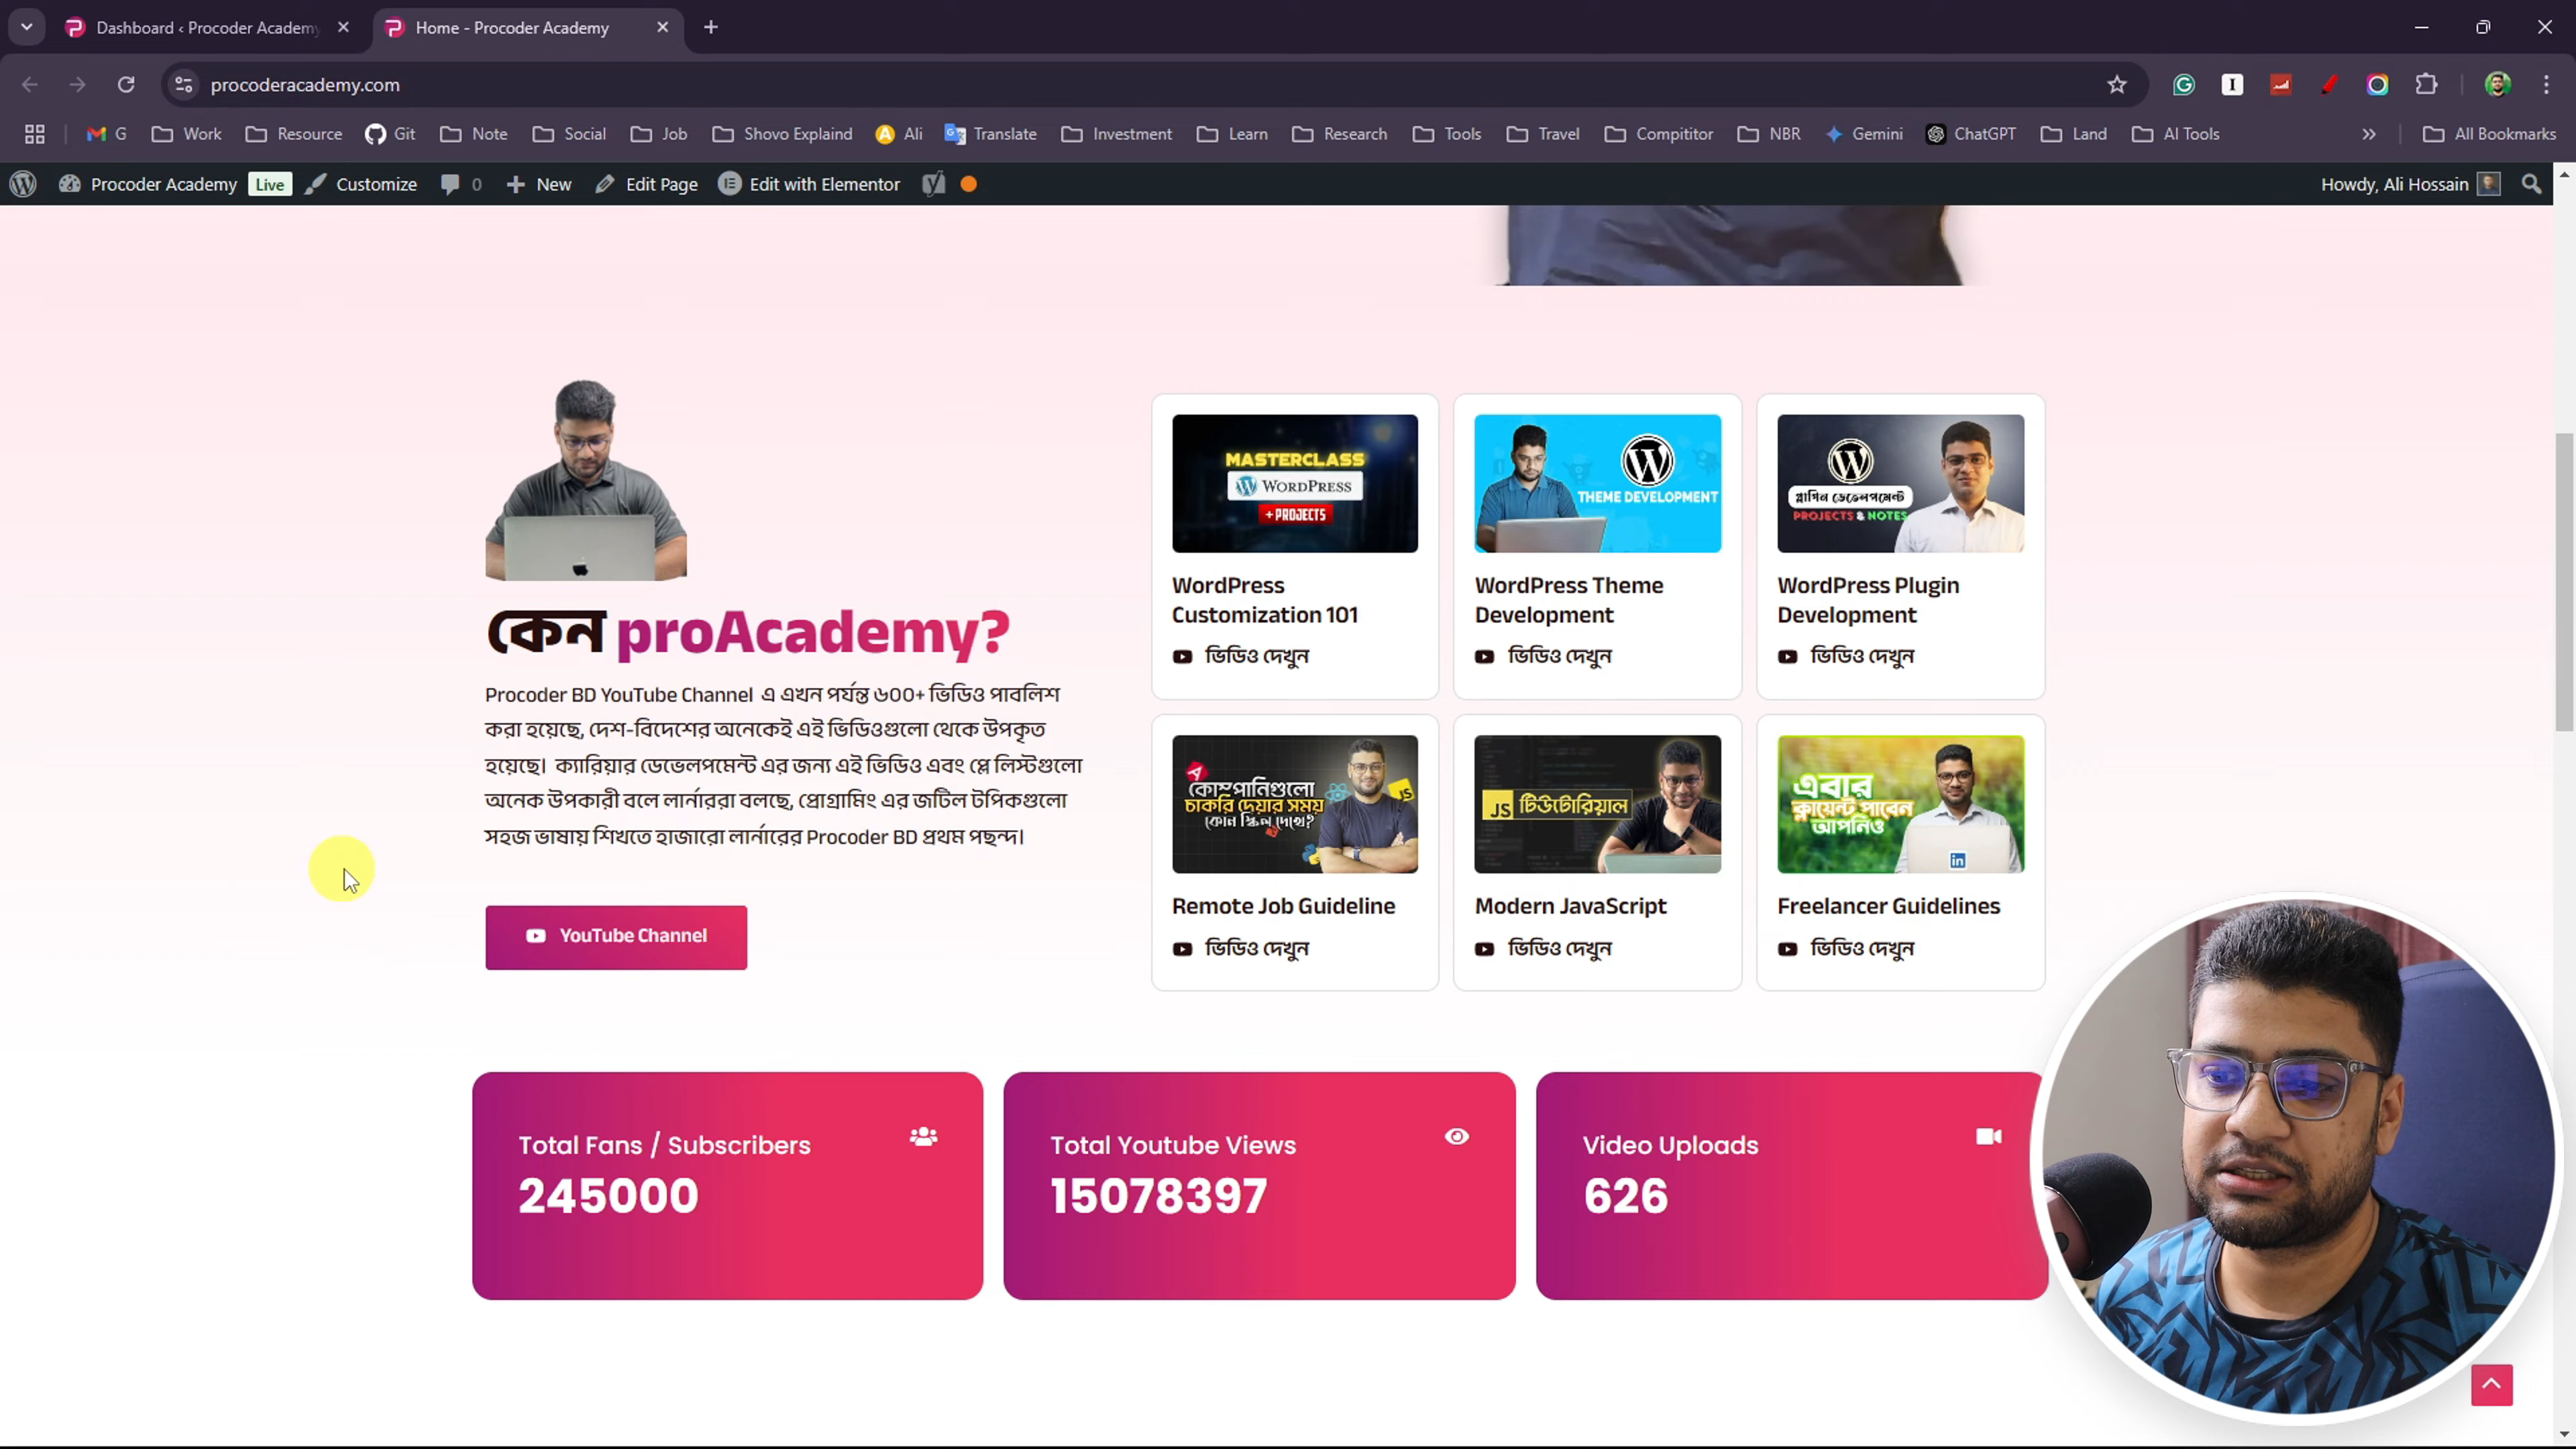 Dashboard ‹ Procoder Academy
Home - Procoder Academy
procoderacademy.com
G
Work
Resource
Git
Note
Social
Job
Shovo Explaind
Ali
Translate
Investment
Learn
Research
Tools
Travel
Compititor
NBR
Gemini
ChatGPT
Land
AI Tools
All Bookmarks
Procoder Academy
Live
Customize
0
New
Edit Page
Edit with Elementor
Howdy, Ali Hossain
কেন proAcademy?
Procoder BD YouTube Channel এ এখন পর্যন্ত ৬০০+ ভিডিও পাবলিশ
করা হয়েছে, দেশ-বিদেশের অনেকেই এই ভিডিওগুলো থেকে উপকৃত
হয়েছে। ক্যারিয়ার ডেভেলপমেন্ট এর জন্য এই ভিডিও এবং প্লে লিস্টগুলো
অনেক উপকারী বলে লার্নাররা বলছে, প্রোগ্রামিং এর জটিল টপিকগুলো
সহজ ভাষায় শিখতে হাজারো লার্নারের Procoder BD প্রথম পছন্দ।
YouTube Channel
MASTERCLASS
WORDPRESS
+ PROJECTS
WordPress
Customization 101
ভিডিও দেখুন
THEME DEVELOPMENT
WordPress Theme
Development
ভিডিও দেখুন
প্লাগিন ডেভেলপমেন্ট
PROJECTS & NOTES
WordPress Plugin
Development
ভিডিও দেখুন
কোম্পানিগুলো
চাকরি দেয়ার সময়
কোন স্কিল দেখে?
JS
Remote Job Guideline
ভিডিও দেখুন
JS টিউটোরিয়াল
Modern JavaScript
ভিডিও দেখুন
এবার
ক্লায়েন্ট পাবেন
আপনিও
in
Freelancer Guidelines
ভিডিও দেখুন
Total Fans / Subscribers
245000
Total Youtube Views
15078397
Video Uploads
626